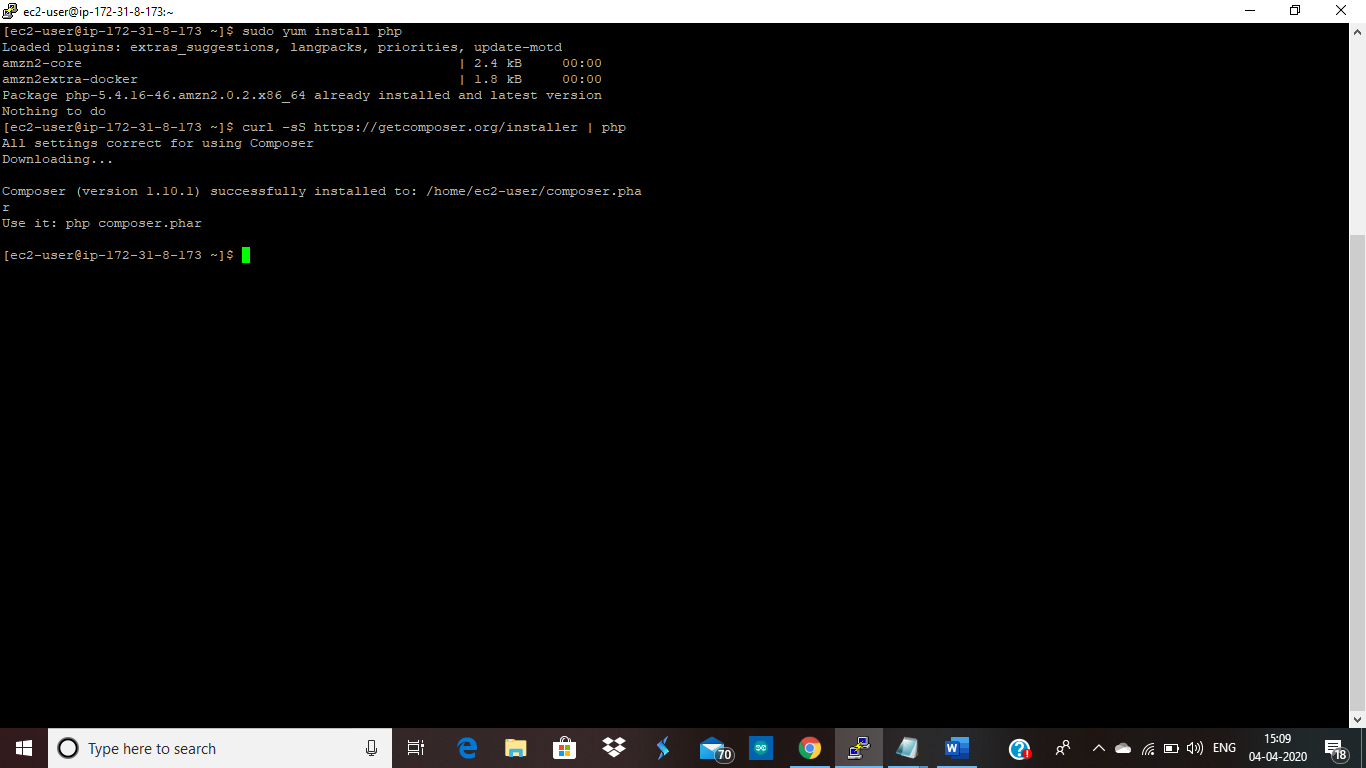 ec2-user@ip-172-31-8-173:~
[ec2-user@ip-172-31-8-173 ~]$ sudo yum install php
Loaded plugins: extras_suggestions, langpacks, priorities, update-motd
amzn2-core | 2.4 kB 00:00
amzn2extra-docker | 1.8 kB 00:00
Package php-5.4.16-46.amzn2.0.2.x86_64 already installed and latest version
Nothing to do
[ec2-user@ip-172-31-8-173 ~]$ curl -sS https://getcomposer.org/installer | php
All settings correct for using Composer
Downloading...
Composer (version 1.10.1) successfully installed to: /home/ec2-user/composer.pha
r
Use it: php composer.phar
[ec2-user@ip-172-31-8-173 ~]$
Type here to search
70
W
ENG
15:09
04-04-2020
18